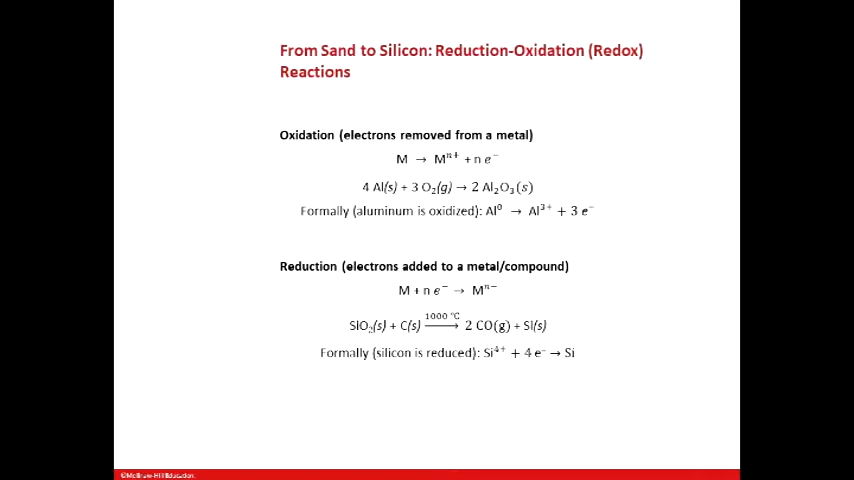 From Sand to Silicon: Reduction-Oxidation (Redox)
Reactions
Oxidation (electrons removed from a metal)
M → Mⁿ⁺ + n e⁻
4 Al(s) + 3 O₂(g) → 2 Al₂O₃(s)
Formally (aluminum is oxidized): Al⁰ → Al³⁺ + 3 e⁻
Reduction (electrons added to a metal/compound)
M + n e⁻ → Mⁿ⁻
1000 °C
SiO₂(s) + C(s) ⟶ 2 CO(g) + Si(s)
Formally (silicon is reduced): Si⁴⁺ + 4 e⁻ → Si
©McGraw-Hill Education